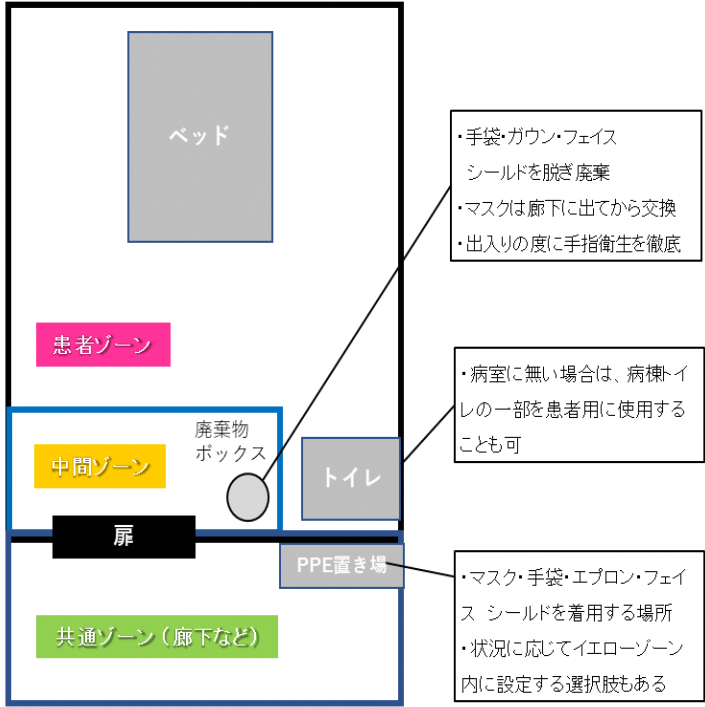 ベッド
・手袋・ガウン・フェイス
シールドを脱ぎ廃棄
・マスクは廊下に出てから交換
・出入りの度に手指衛生を徹底
患者ゾーン
・病室に無い場合は、病棟トイ
レの一部を患者用に使用する
ことも可
廃棄物
ボックス
中間ゾーン
トイレ
扉
PPE置き場
・マスク・手袋・エプロン・フェイ
ス シールドを着用する場所
・状況に応じてイエローゾーン
内に設定する選択肢もある
共通ゾーン（廊下など）